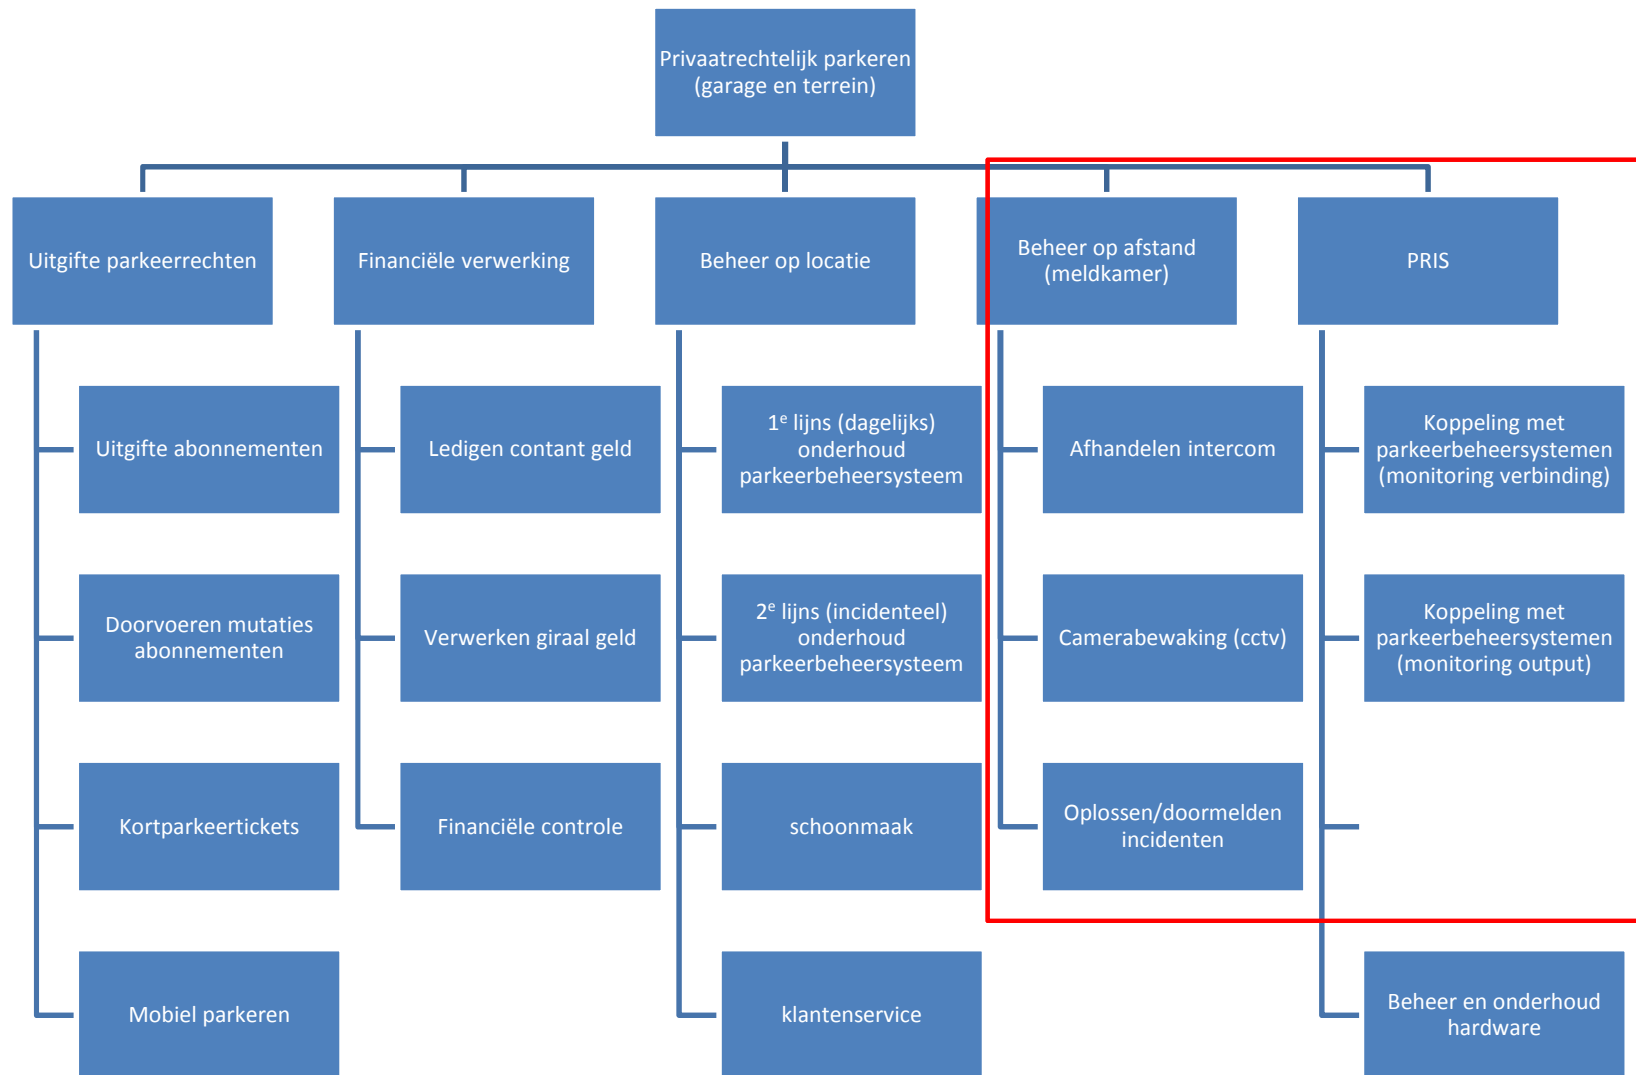 Privaatrechtelijk parkeren
(garage en terrein)
Uitgifte parkeerrechten
Financiële verwerking
Beheer op locatie
Beheer op afstand
(meldkamer)
PRIS
Uitgifte abonnementen
Ledigen contant geld
1e lijns (dagelijks)
onderhoud
parkeerbeheersysteem
Afhandelen intercom
Koppeling met
parkeerbeheersystemen
(monitoring verbinding)
Doorvoeren mutaties
abonnementen
Verwerken giraal geld
2e lijns (incidenteel)
onderhoud
parkeerbeheersysteem
Camerabewaking (cctv)
Koppeling met
parkeerbeheersystemen
(monitoring output)
Kortparkeertickets
Financiële controle
schoonmaak
Oplossen/doormelden
incidenten
Mobiel parkeren
klantenservice
Beheer en onderhoud
hardware